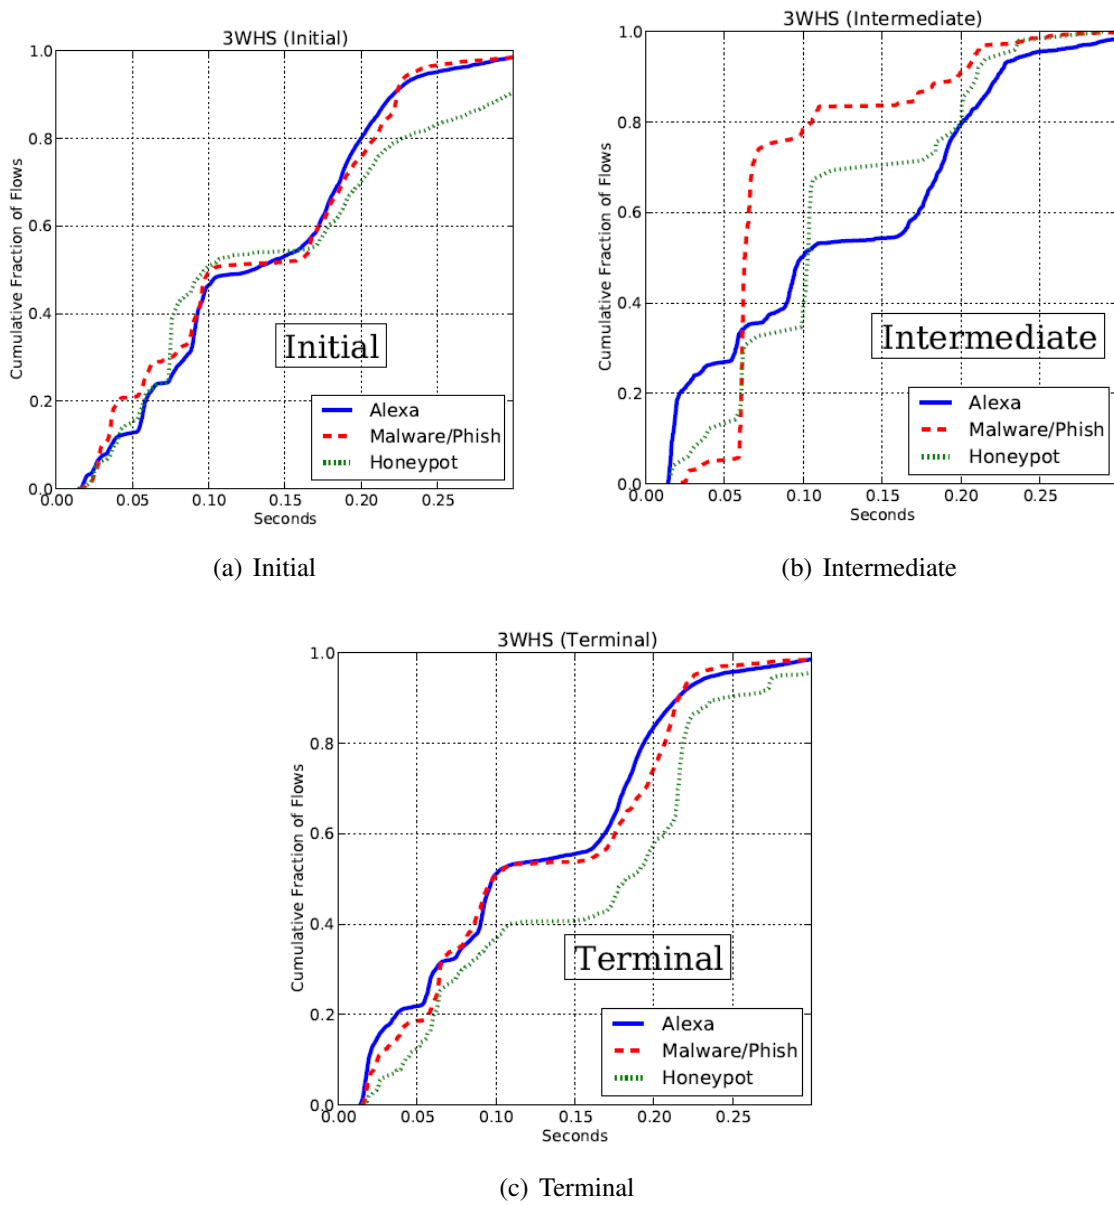 3WHS (Initial)
Cumulative Fraction of Flows
1.0
0.8
0.6
0.4
0.2
0.0
0.00 0.05 0.10 0.15 0.20 0.25
Seconds
Initial
Alexa
Malware/Phish
Honeypot
(a) Initial
3WHS (Intermediate)
Cumulative Fraction of Flows
1.0
0.8
0.6
0.4
0.2
0.0
0.00 0.05 0.10 0.15 0.20 0.25
Seconds
Intermediate
Alexa
Malware/Phish
Honeypot
(b) Intermediate
3WHS (Terminal)
Cumulative Fraction of Flows
1.0
0.8
0.6
0.4
0.2
0.0
0.00 0.05 0.10 0.15 0.20 0.25
Seconds
Terminal
Alexa
Malware/Phish
Honeypot
(c) Terminal